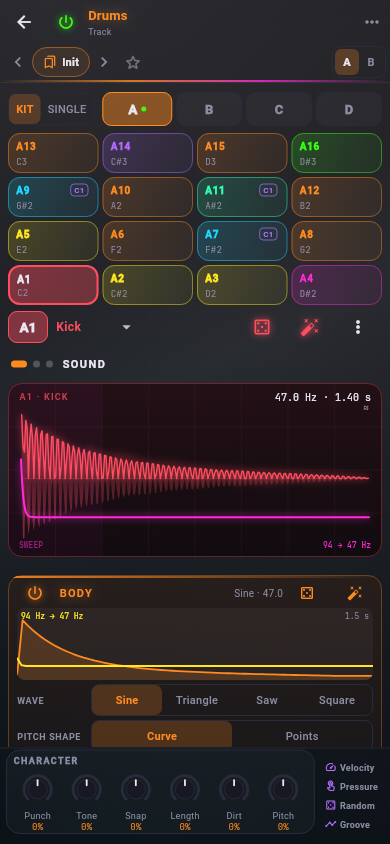 Drums
Track
Init
A B
KIT SINGLE A B C D
A13 A14 A15 A16
C3 C#3 D3 D#3
A9 C1 A10 A11 C1 A12
G#2 A2 A#2 B2
A5 A6 A7 C1 A8
E2 F2 F#2 G2
A1 A2 A3 A4
C2 C#2 D2 D#2
A1 Kick
SOUND
A1 · KICK 47.0 Hz · 1.40 s
≈
SWEEP 94 → 47 Hz
BODY Sine · 47.0
94 Hz → 47 Hz 1.5 s
WAVE Sine Triangle Saw Square
PITCH SHAPE Curve Points
CHARACTER
Punch Tone Snap Length Dirt Pitch
0% 0% 0% 0% 0% 0%
Velocity
Pressure
Random
Groove